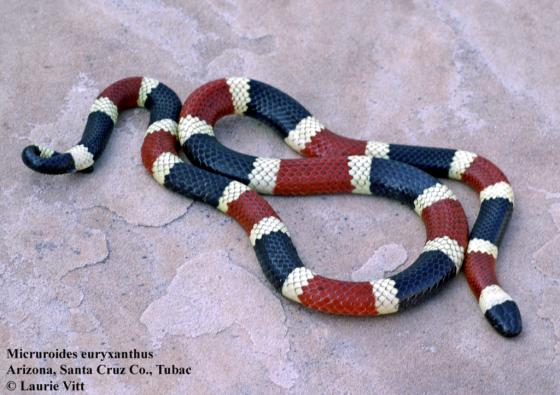 Micruroides euryxanthus
Arizona, Santa Cruz Co., Tubac
© Laurie Vitt